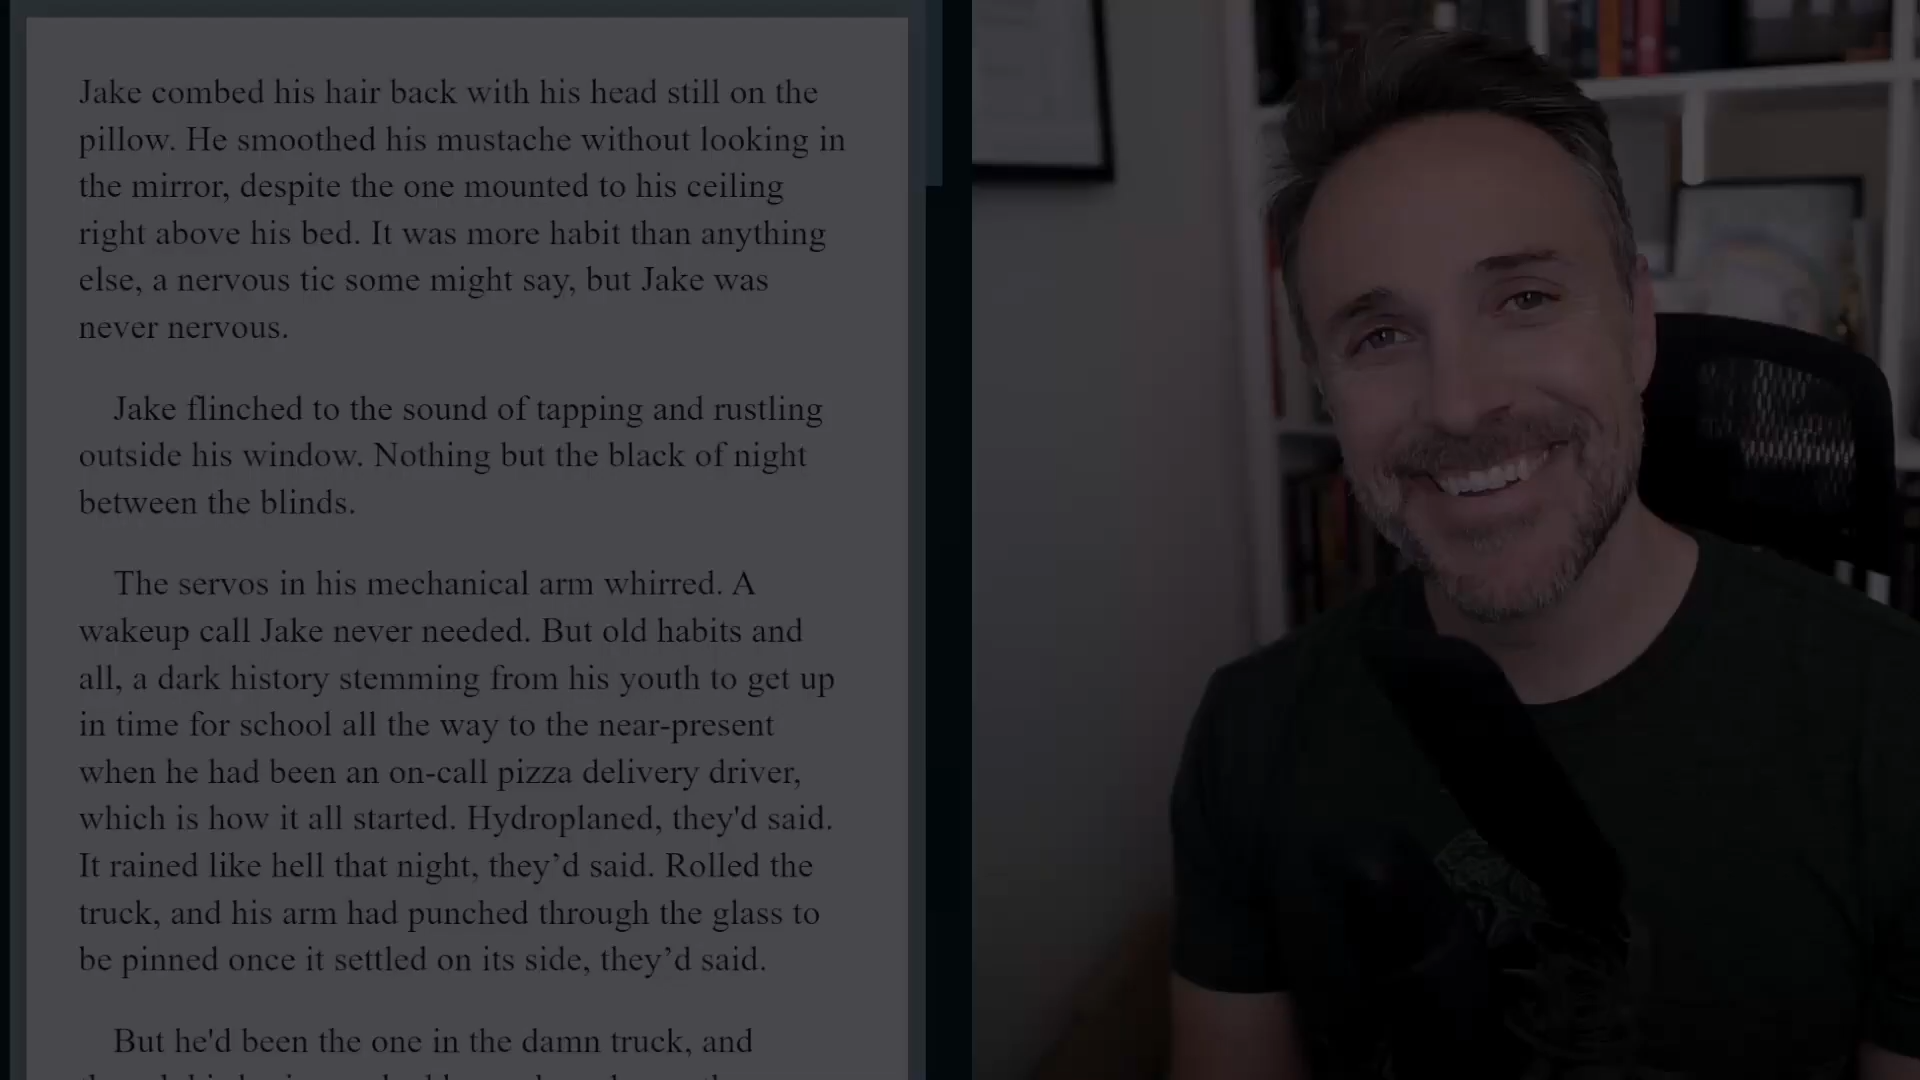 Jake combed his hair back with his head still on the
pillow. He smoothed his mustache without looking in
the mirror, despite the one mounted to his ceiling
right above his bed. It was more habit than anything
else, a nervous tic some might say, but Jake was
never nervous.
Jake flinched to the sound of tapping and rustling
outside his window. Nothing but the black of night
between the blinds.
The servos in his mechanical arm whirred. A
wakeup call Jake never needed. But old habits and
all, a dark history stemming from his youth to get up
in time for school all the way to the near-present
when he had been an on-call pizza delivery driver,
which is how it all started. Hydroplaned, they'd said.
It rained like hell that night, they’d said. Rolled the
truck, and his arm had punched through the glass to
be pinned once it settled on its side, they’d said.
But he'd been the one in the damn truck, and